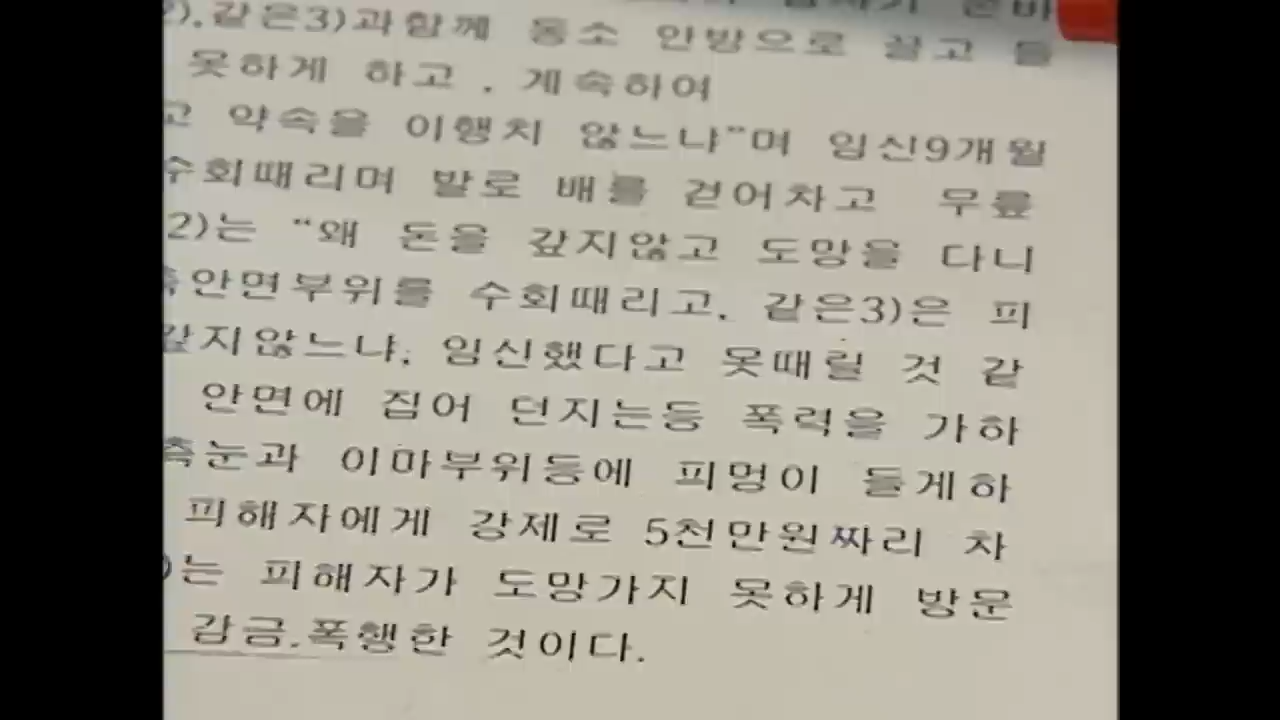 2).같은3)과함께 동소 안방으로 끌고 들
못하게 하고 . 계속하여
고 약속을 이행치 않느냐"며 임신9개월
수회때리며 발로 배를 걷어차고 무릎
2)는 "왜 돈을 갚지않고 도망을 다니
측안면부위를 수회때리고, 같은3)은 피
갚지않느냐, 임신했다고 못때릴 것 같
안면에 집어 던지는등 폭력을 가하
측눈과 이마부위등에 피멍이 들게하
피해자에게 강제로 5천만원짜리 차
)는 피해자가 도망가지 못하게 방문
감금.폭행한 것이다.